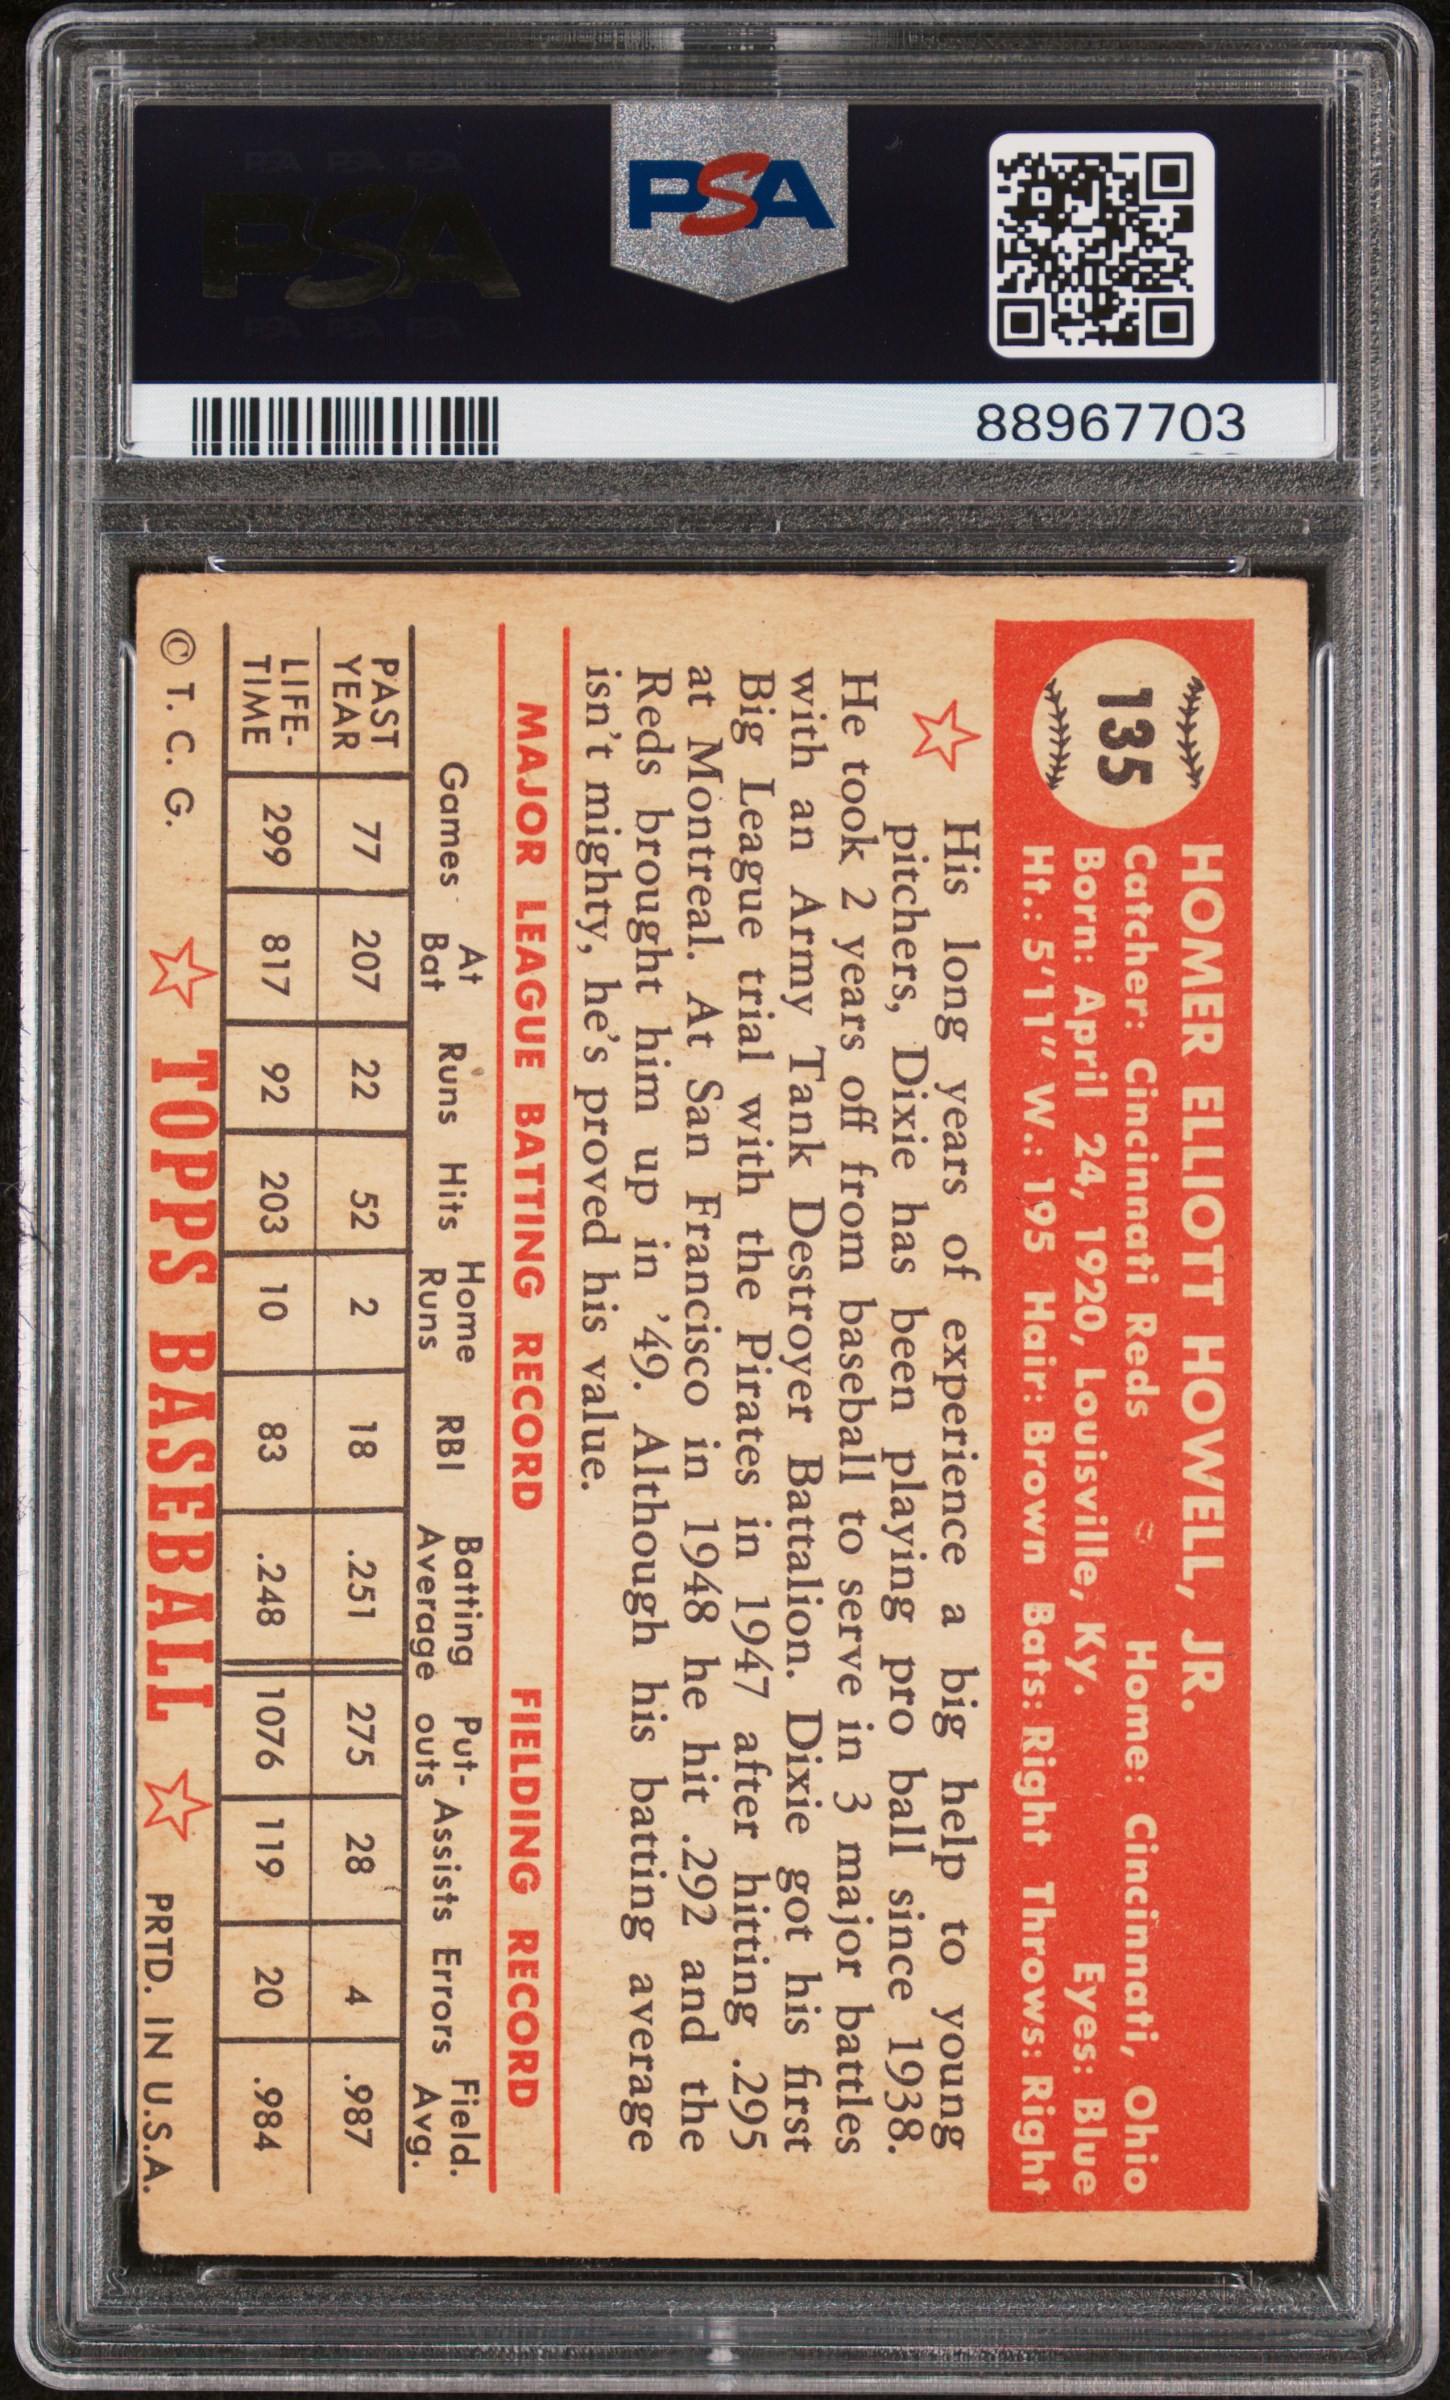 PSA PSA PSA
PSA
PSA PSA PSA
PSA
88967703
135
HOMER ELLIOTT HOWELL, JR.
Catcher: Cincinnati Reds Home: Cincinnati, Ohio
Born: April 24, 1920, Louisville, Ky. Eyes: Blue
Ht.: 5'11" W.: 195 Hair: Brown Bats: Right Throws: Right
His long years of experience a big help to young
pitchers, Dixie has been playing pro ball since 1938.
He took 2 years off from baseball to serve in 3 major battles
with an Army Tank Destroyer Battalion. Dixie got his first
Big League trial with the Pirates in 1947 after hitting .295
at Montreal. At San Francisco in 1948 he hit .292 and the
Reds brought him up in '49. Although his batting average
isn't mighty, he's proved his value.
MAJOR LEAGUE BATTING RECORD FIELDING RECORD
Games At Bat Runs Hits Home Runs RBI Batting Average Put-outs Assists Errors Field. Avg.
PAST YEAR 77 207 22 52 2 18 .251 275 28 4 .987
LIFE-TIME 299 817 92 203 10 83 .248 1076 119 20 .984
© T. C. G. TOPPS BASEBALL PRTD. IN U.S.A.